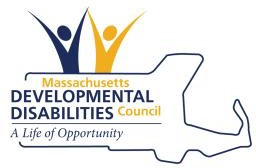 Massachusetts
DEVELOPMENTAL
DISABILITIES Council
A Life of Opportunity